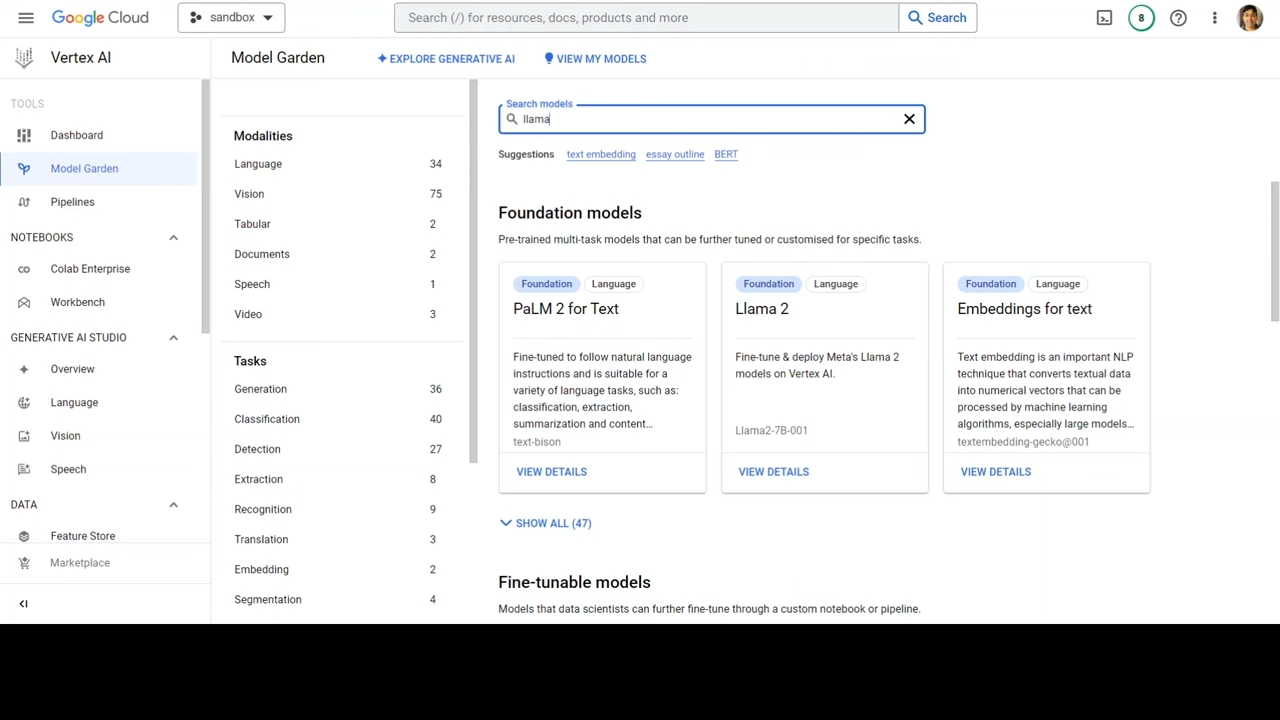 Google Cloud
sandbox
Search (/) for resources, docs, products and more
Search
8
Vertex AI
Model Garden
EXPLORE GENERATIVE AI
VIEW MY MODELS
TOOLS
Dashboard
Model Garden
Pipelines
NOTEBOOKS
Colab Enterprise
Workbench
GENERATIVE AI STUDIO
Overview
Language
Vision
Speech
DATA
Feature Store
Marketplace
Modalities
Language 34
Vision 75
Tabular 2
Documents 2
Speech 1
Video 3
Tasks
Generation 36
Classification 40
Detection 27
Extraction 8
Recognition 9
Translation 3
Embedding 2
Segmentation 4
Search models
llama
Suggestions text embedding essay outline BERT
Foundation models
Pre-trained multi-task models that can be further tuned or customised for specific tasks.
Foundation Language
PaLM 2 for Text
Fine-tuned to follow natural language
instructions and is suitable for a
variety of language tasks, such as:
classification, extraction,
summarization and content…
text-bison
VIEW DETAILS
Foundation Language
Llama 2
Fine-tune & deploy Meta's Llama 2
models on Vertex AI.
Llama2-7B-001
VIEW DETAILS
Foundation Language
Embeddings for text
Text embedding is an important NLP
technique that converts textual data
into numerical vectors that can be
processed by machine learning
algorithms, especially large models…
textembedding-gecko@001
VIEW DETAILS
SHOW ALL (47)
Fine-tunable models
Models that data scientists can further fine-tune through a custom notebook or pipeline.